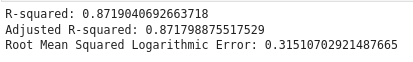 R-squared: 0.8719040692663718
Adjusted R-squared: 0.871798875517529
Root Mean Squared Logarithmic Error: 0.31510702921487665